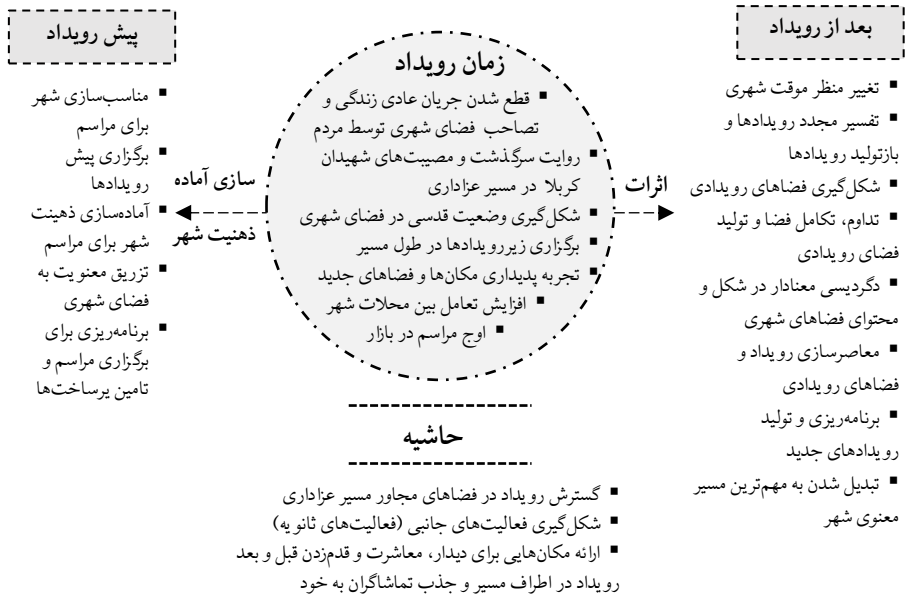 پیش رویداد
مناسب‌سازی شهر
برای مراسم
برگزاری پیش
رویدادها
آماده‌سازی ذهینت
شهر برای مراسم
تزریق معنویت به
فضای شهری
برنامه‌ریزی برای
برگزاری مراسم و
تامین یرساخت‌ها
سازی آماده
ذهنیت شهر
زمان رویداد
قطع شدن جریان عادی زندگی و
تصاحب فضای شهری توسط مردم
روایت سرگذشت و مصیبت‌های شهیدان
کربلا در مسیر عزاداری
شکل‌گیری وضعیت قدسی در فضای شهری
برگزاری زیررویدادها در طول مسیر
تجربه پدیداری مکان‌ها و فضاهای جدید
افزایش تعامل بین محلات شهر
اوج مراسم در بازار
اثرات
بعد از رویداد
تغییر منظر موقت شهری
تفسیر مجدد رویدادها و
بازتولید رویدادها
شکل‌گیری فضاهای رویدادی
تداوم، تکامل فضا و تولید
فضای رویدادی
دگردیسی معنادار در شکل و
محتوای فضاهای شهری
معاصرسازی رویداد و
فضاهای رویدادی
برنامه‌ریزی و تولید
رویدادهای جدید
تبدیل شدن به مهم‌ترین مسیر
معنوی شهر
حاشیه
گسترش رویداد در فضاهای مجاور مسیر عزاداری
شکل‌گیری فعالیت‌های جانبی (فعالیت‌های ثانویه)
ارائه مکان‌هایی برای دیدار، معاشرت و قدم‌زدن قبل و بعد
رویداد در اطراف مسیر و جذب تماشاگران به خود